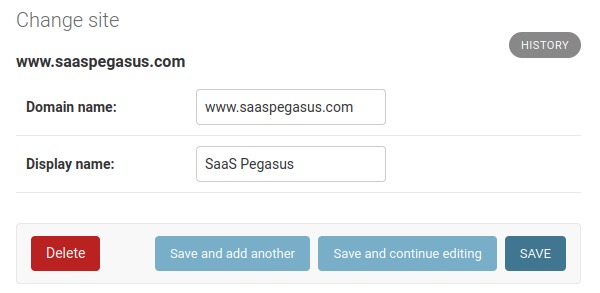 Change site
HISTORY
www.saaspegasus.com
Domain name: www.saaspegasus.com
Display name: SaaS Pegasus
Delete Save and add another Save and continue editing SAVE